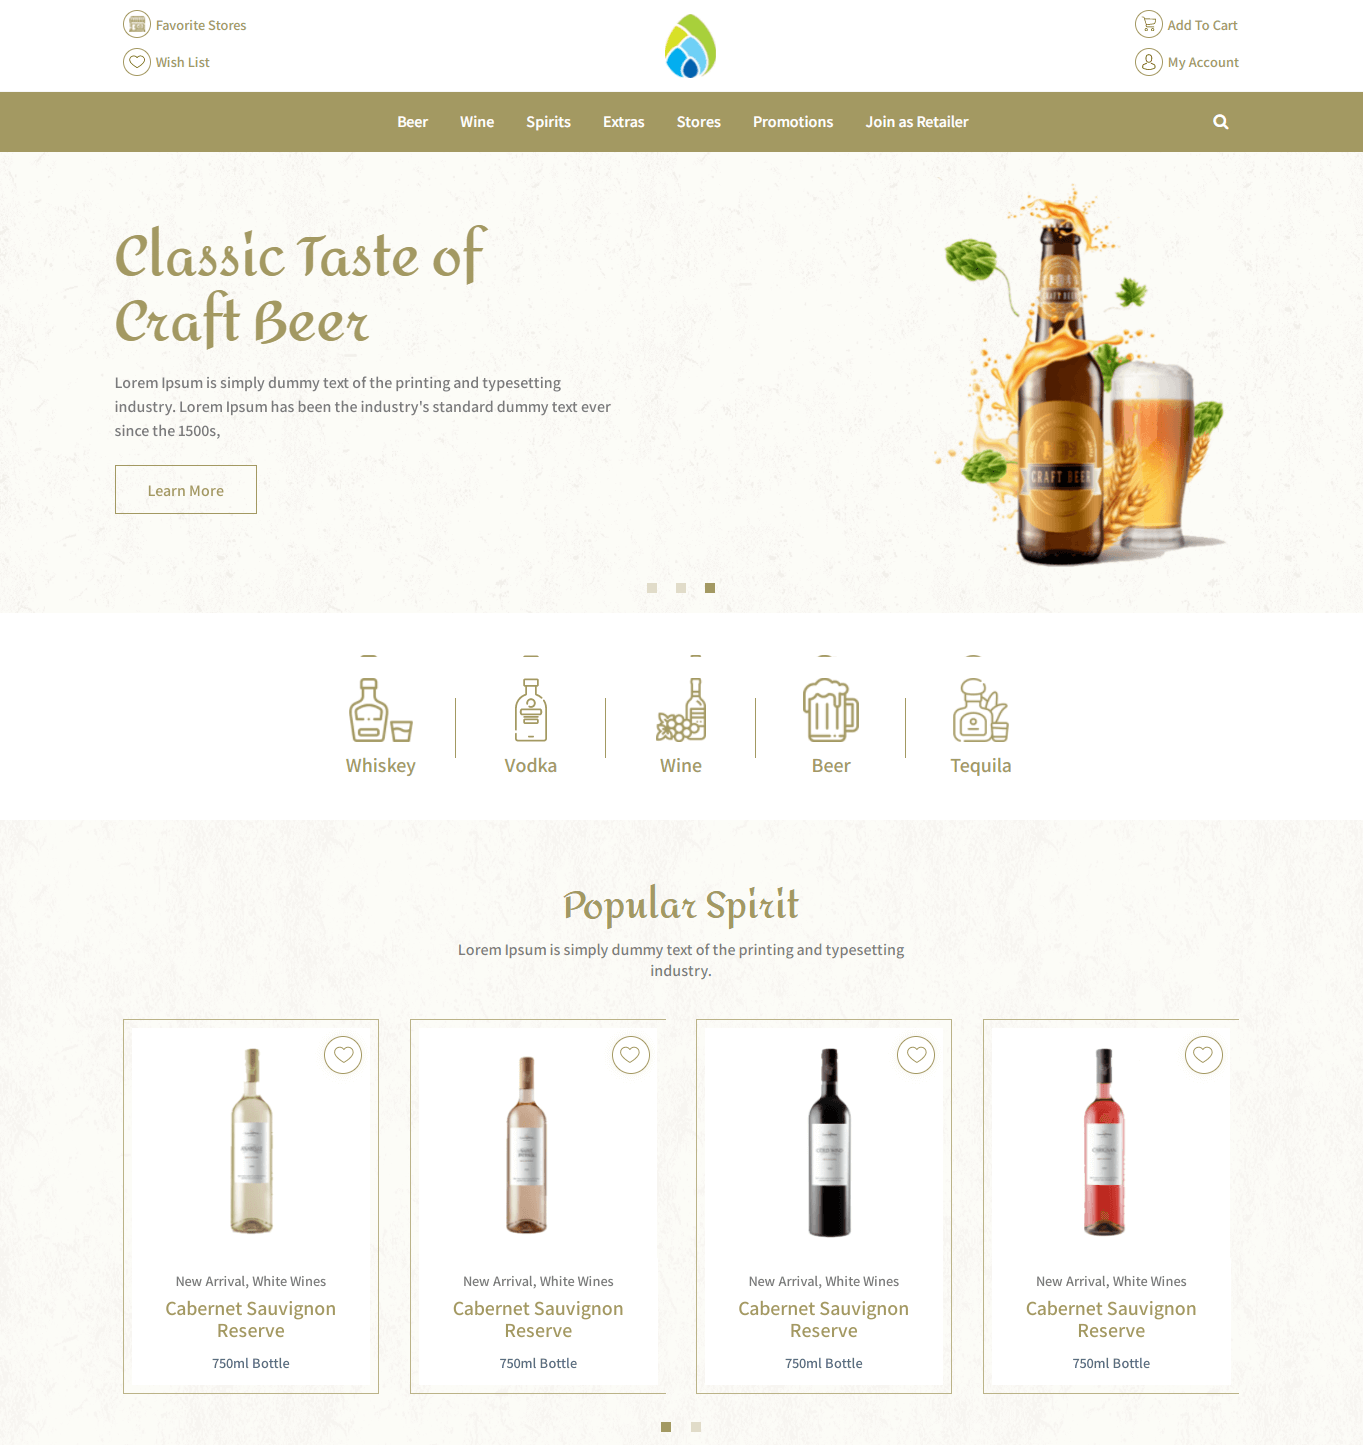 Favorite Stores
Wish List
Add To Cart
My Account
Beer Wine Spirits Extras Stores Promotions Join as Retailer
Classic Taste of
Craft Beer
Lorem Ipsum is simply dummy text of the printing and typesetting
industry. Lorem Ipsum has been the industry's standard dummy text ever
since the 1500s,
Learn More
CRAFT BEER
CRAFT BEER
Whiskey Vodka Wine Beer Tequila
Popular Spirit
Lorem Ipsum is simply dummy text of the printing and typesetting
industry.
New Arrival, White Wines
Cabernet Sauvignon
Reserve
750ml Bottle
New Arrival, White Wines
Cabernet Sauvignon
Reserve
750ml Bottle
New Arrival, White Wines
Cabernet Sauvignon
Reserve
750ml Bottle
New Arrival, White Wines
Cabernet Sauvignon
Reserve
750ml Bottle